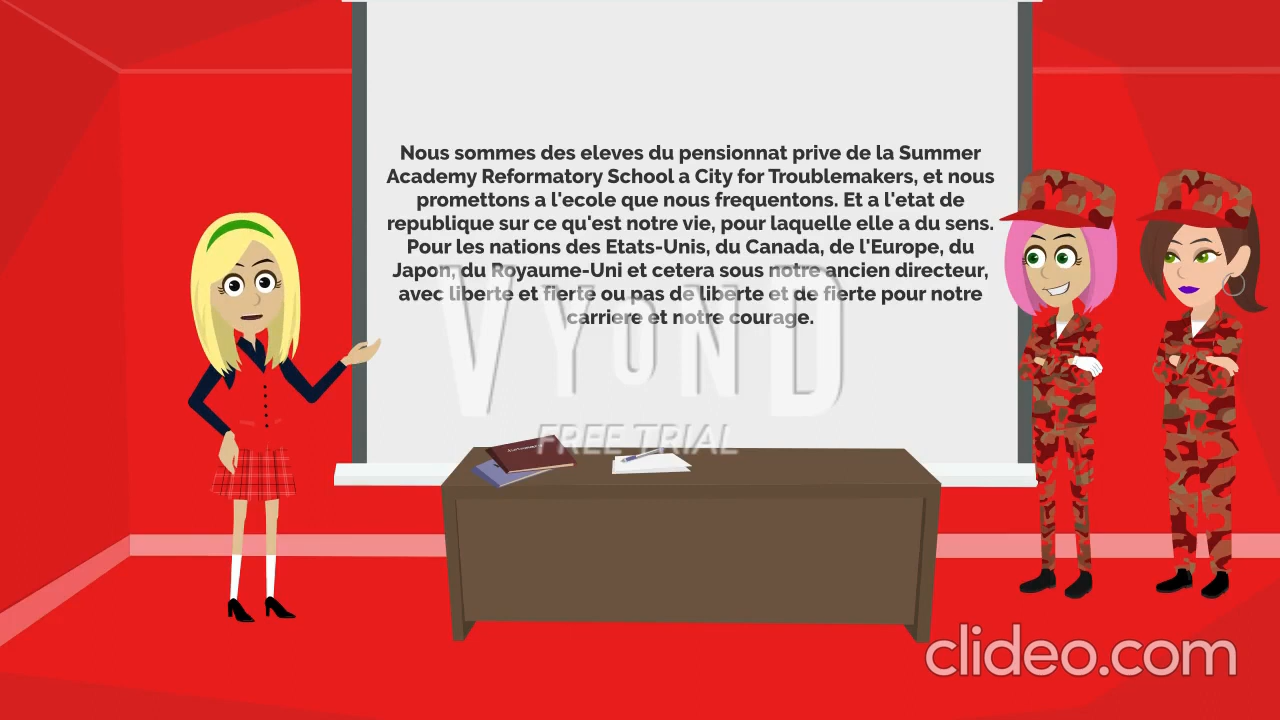 Nous sommes des eleves du pensionnat prive de la Summer
Academy Reformatory School a City for Troublemakers, et nous
promettons a l'ecole que nous frequentons. Et a l'etat de
republique sur ce qu'est notre vie, pour laquelle elle a du sens.
Pour les nations des Etats-Unis, du Canada, de l'Europe, du
Japon, du Royaume-Uni et cetera sous notre ancien directeur,
avec liberte et fierte ou pas de liberte et de fierte pour notre
carriere et notre courage.
VYOND
FREE TRIAL
clideo.com